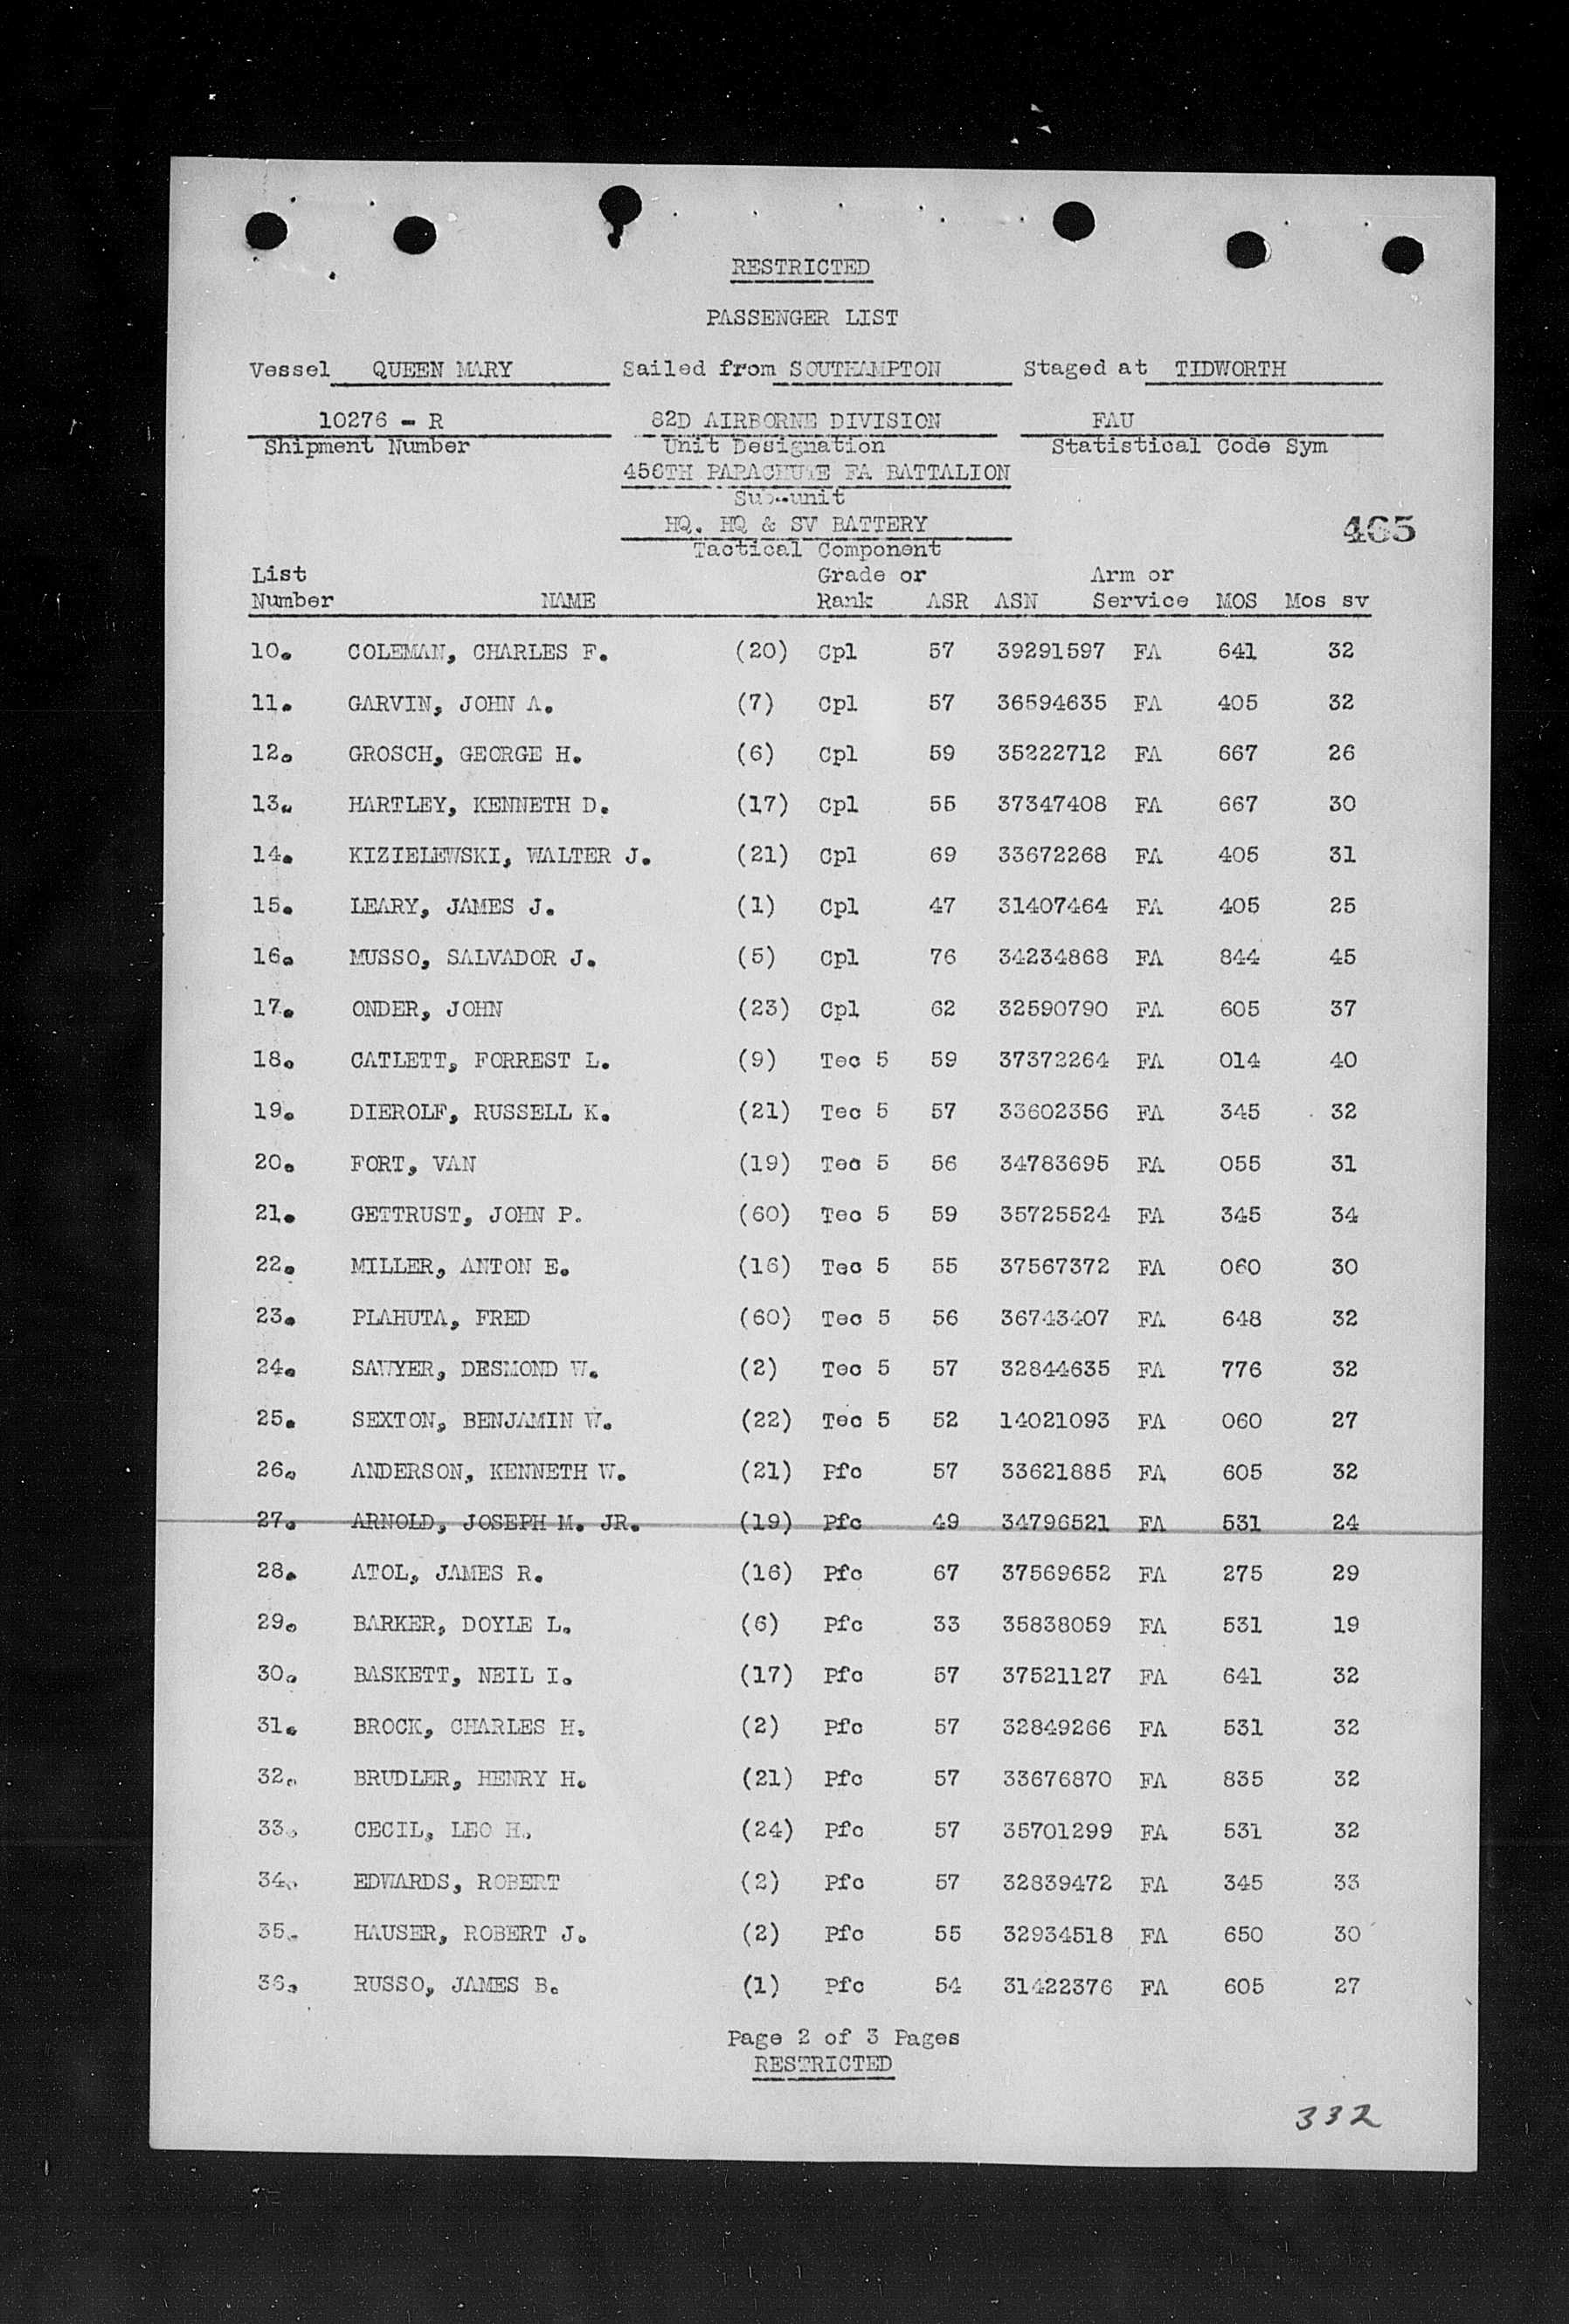 RESTRICTED
PASSENGER LIST
Vessel QUEEN MARY Sailed from SOUTHAMPTON Staged at TIDWORTH
10276 - R 82D AIRBORNE DIVISION FAU
Shipment Number Unit Designation Statistical Code Sym
456TH PARACHUTE FA BATTALION
Sub-unit
HQ. HQ & SV BATTERY 465
Tactical Component
List Grade or Arm or
Number NAME Rank ASR ASN Service MOS Mos sv
10. COLEMAN, CHARLES F. (20) Cpl 57 39291597 FA 641 32
11. GARVIN, JOHN A. (7) Cpl 57 36594635 FA 405 32
12. GROSCH, GEORGE H. (6) Cpl 59 35222712 FA 667 26
13. HARTLEY, KENNETH D. (17) Cpl 55 37347408 FA 667 30
14. KIZIELEWSKI, WALTER J. (21) Cpl 69 33672268 FA 405 31
15. LEARY, JAMES J. (1) Cpl 47 31407464 FA 405 25
16. MUSSO, SALVADOR J. (5) Cpl 76 34234868 FA 844 45
17. ONDER, JOHN (23) Cpl 62 32590790 FA 605 37
18. CATLETT, FORREST L. (9) Tec 5 59 37372264 FA 014 40
19. DIEROLF, RUSSELL K. (21) Tec 5 57 33602356 FA 345 32
20. FORT, VAN (19) Tec 5 56 34783695 FA 055 31
21. GETTRUST, JOHN P. (60) Tec 5 59 35725524 FA 345 34
22. MILLER, ANTON E. (16) Tec 5 55 37567372 FA 060 30
23. PLAHUTA, FRED (60) Tec 5 56 36743407 FA 648 32
24. SAWYER, DESMOND W. (2) Tec 5 57 32844635 FA 776 32
25. SEXTON, BENJAMIN W. (22) Tec 5 52 14021093 FA 060 27
26. ANDERSON, KENNETH W. (21) Pfc 57 33621885 FA 605 32
27. ARNOLD, JOSEPH M. JR. (19) Pfc 49 34796521 FA 531 24
28. ATOL, JAMES R. (16) Pfc 67 37569652 FA 275 29
29. BARKER, DOYLE L. (6) Pfc 33 35838059 FA 531 19
30. BASKETT, NEIL I. (17) Pfc 57 37521127 FA 641 32
31. BROCK, CHARLES H. (2) Pfc 57 32849266 FA 531 32
32. BRUDLER, HENRY H. (21) Pfc 57 33676870 FA 835 32
33. CECIL, LEO H. (24) Pfc 57 35701299 FA 531 32
34. EDWARDS, ROBERT (2) Pfc 57 32839472 FA 345 33
35. HAUSER, ROBERT J. (2) Pfc 55 32934518 FA 650 30
36. RUSSO, JAMES B. (1) Pfc 54 31422376 FA 605 27
Page 2 of 3 Pages
RESTRICTED
332